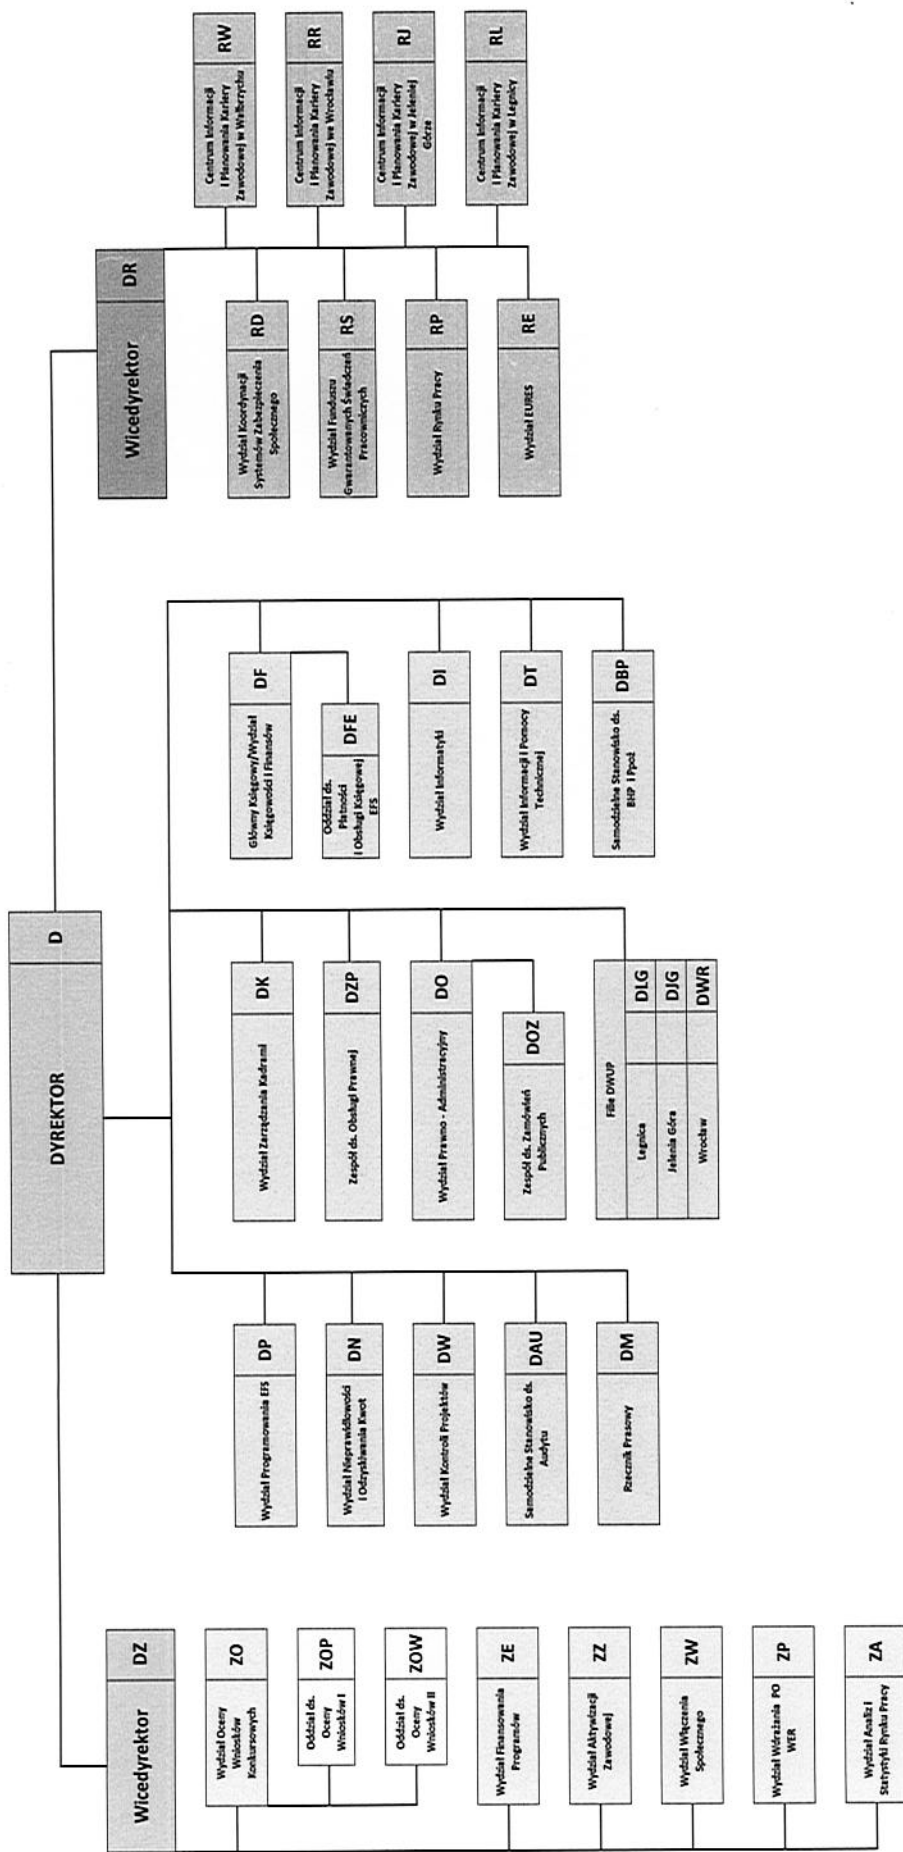 DYREKTOR
D
Wicedyrektor
DZ
Wydział Oceny
Wniosków
Konkursowych
ZO
Oddział ds.
Oceny
Wniosków I
ZOP
Oddział ds.
Oceny
Wniosków II
ZOW
Wydział Finansowania
Programów
ZE
Wydział Aktywizacji
Zawodowej
ZZ
Wydział Włączenia
Społecznego
ZW
Wydział Wdrażania PO
WER
ZP
Wydział Analiz i
Statystyki Rynku Pracy
ZA
Wydział Programowania EFS
DP
Wydział Nieprawidłowości
i Odzyskiwania Kwot
DN
Wydział Kontroli Projektów
DW
Samodzielne Stanowisko ds.
Audytu
DAU
Rzecznik Prasowy
DM
Wydział Zarządzania Kadrami
DK
Zespół ds. Obsługi Prawnej
DZP
Wydział Prawno - Administracyjny
DO
Zespół ds. Zamówień
Publicznych
DOZ
Filie DWUP
Legnica
DLG
Jelenia Góra
DJG
Wrocław
DWR
Główny Księgowy/Wydział
Księgowości i Finansów
DF
Oddział ds.
Płatności
i Obsługi Księgowej
EFS
DFE
Wydział Informatyki
DI
Wydział Informacji i Pomocy
Technicznej
DT
Samodzielne Stanowisko ds.
BHP i Ppoż
DBP
Wicedyrektor
DR
Wydział Koordynacji
Systemów Zabezpieczenia
Społecznego
RD
Wydział Funduszu
Gwarantowanych Świadczeń
Pracowniczych
RS
Wydział Rynku Pracy
RP
Wydział EURES
RE
Centrum Informacji
i Planowania Kariery
Zawodowej w Wałbrzychu
RW
Centrum Informacji
i Planowania Kariery
Zawodowej we Wrocławiu
RR
Centrum Informacji
i Planowania Kariery
Zawodowej w Jeleniej
Górze
RJ
Centrum Informacji
i Planowania Kariery
Zawodowej w Legnicy
RL